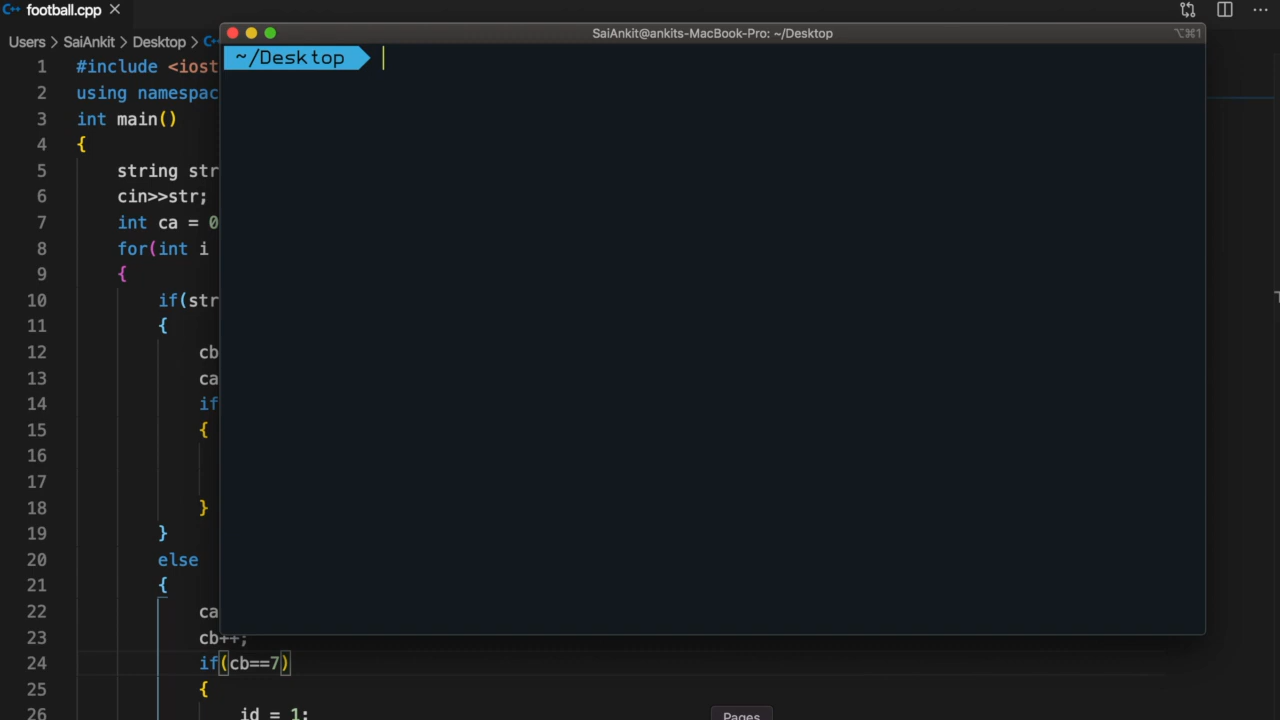 football.cpp
Users > SaiAnkit > Desktop >
SaiAnkit@ankits-MacBook-Pro: ~/Desktop
⌥⌘1
~/Desktop
1 #include <iost
2 using namespac
3 int main()
4 {
5 string str
6 cin>>str;
7 int ca = 0
8 for(int i
9 {
10 if(str
11 {
12 cb
13 ca
14 if
15 {
16
17
18 }
19 }
20 else
21 {
22 ca
23 cb++;
24 if(cb==7)
25 {
26 id = 1;
Pages